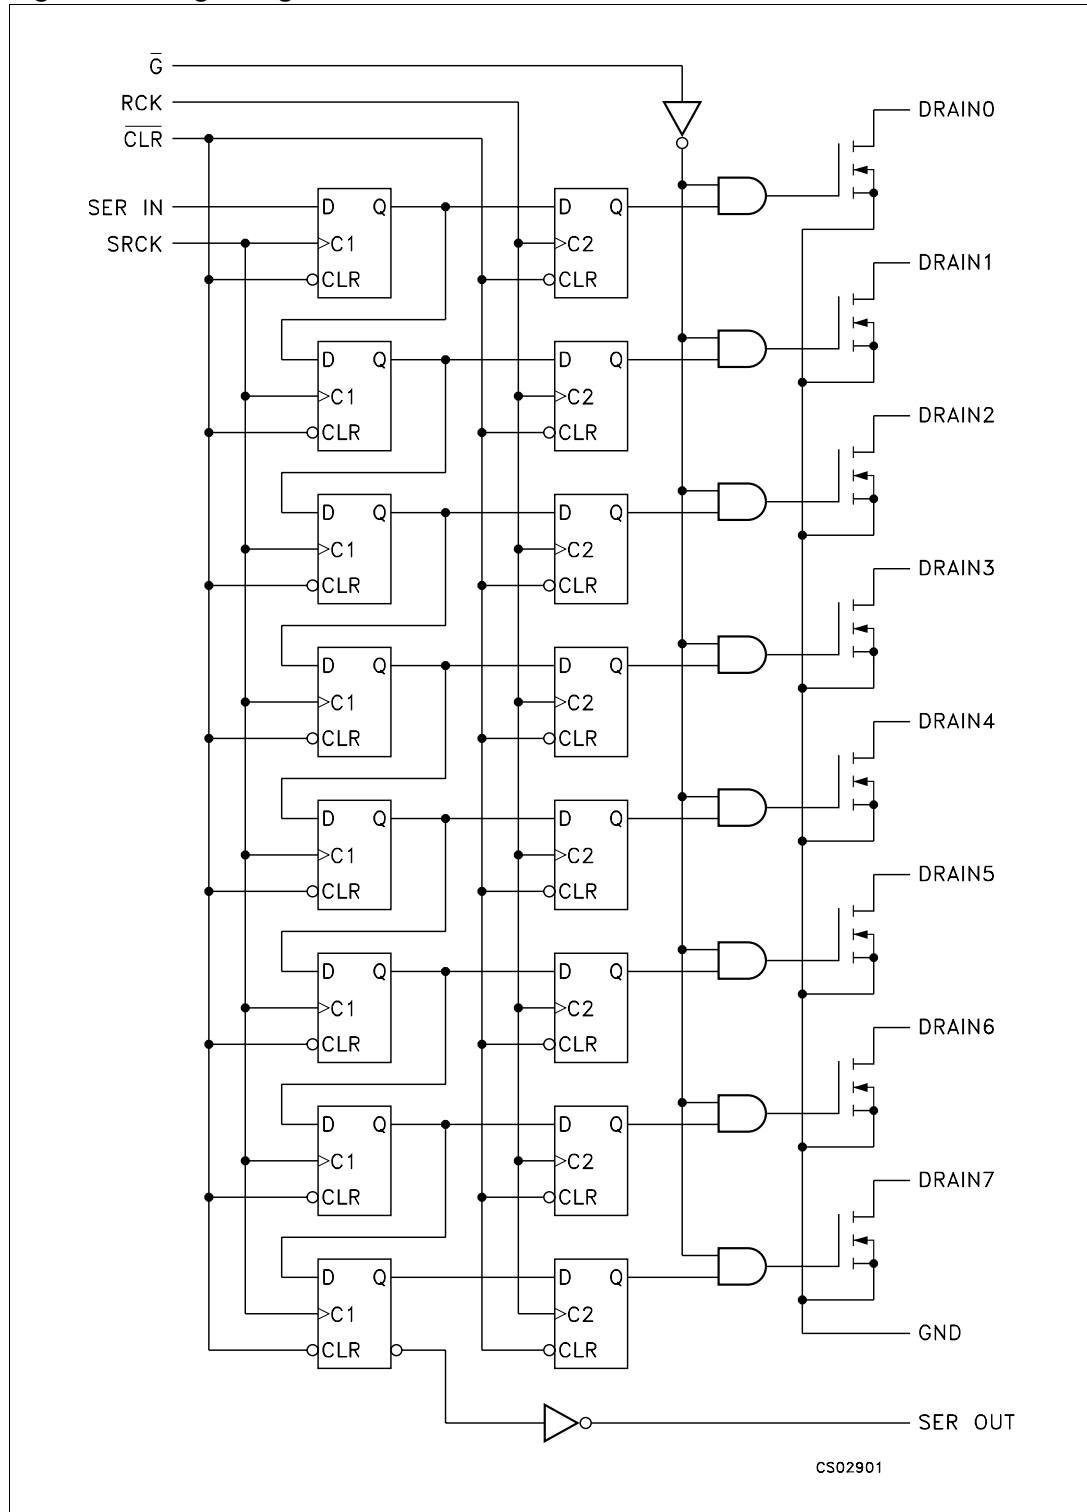 G
RCK
CLR
SER IN
SRCK
DRAIN0
D Q D Q
C1 C2
CLR CLR
DRAIN1
D Q D Q
C1 C2
CLR CLR
DRAIN2
D Q D Q
C1 C2
CLR CLR
DRAIN3
D Q D Q
C1 C2
CLR CLR
DRAIN4
D Q D Q
C1 C2
CLR CLR
DRAIN5
D Q D Q
C1 C2
CLR CLR
DRAIN6
D Q D Q
C1 C2
CLR CLR
DRAIN7
D Q D Q
C1 C2
CLR CLR
GND
SER OUT
CS02901